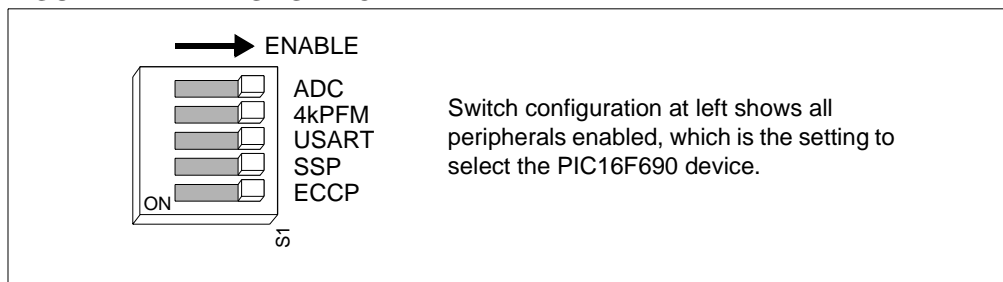 ENABLE
ADC
4kPFM
USART
SSP
ECCP
ON
S1
Switch configuration at left shows all
peripherals enabled, which is the setting to
select the PIC16F690 device.